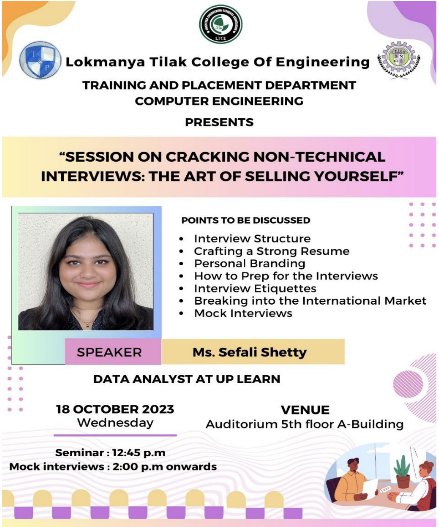 Lokmanya Tilak College Of Engineering
TRAINING AND PLACEMENT DEPARTMENT
COMPUTER ENGINEERING
PRESENTS
“SESSION ON CRACKING NON-TECHNICAL
INTERVIEWS: THE ART OF SELLING YOURSELF”
POINTS TO BE DISCUSSED
• Interview Structure
• Crafting a Strong Resume
• Personal Branding
• How to Prep for the Interviews
• Interview Etiquettes
• Breaking into the International Market
• Mock Interviews
SPEAKER Ms. Sefali Shetty
DATA ANALYST AT UP LEARN
18 OCTOBER 2023
Wednesday
VENUE
Auditorium 5th floor A-Building
Seminar : 12:45 p.m
Mock interviews : 2:00 p.m onwards